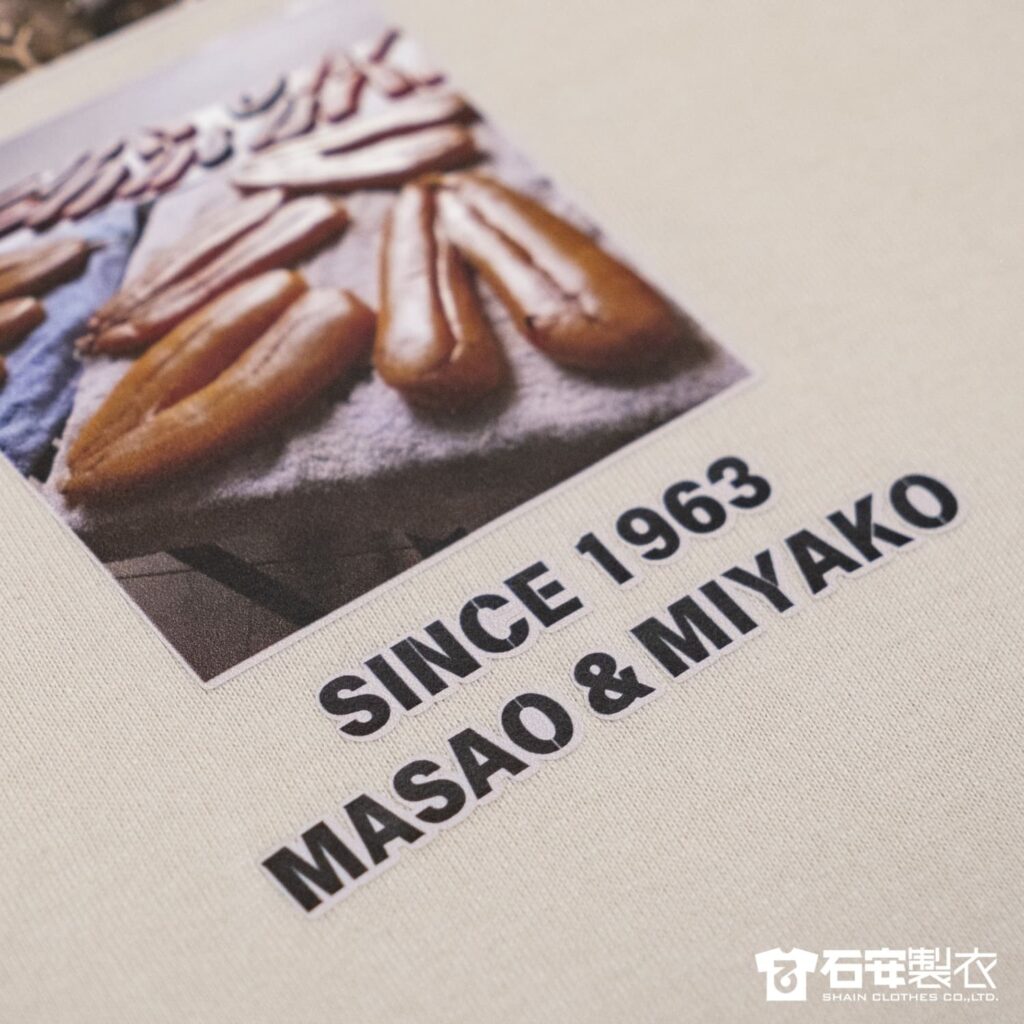 SINCE 1963
MASAO & MIYAKO
石安製衣
SHAIN CLOTHES CO.,LTD.